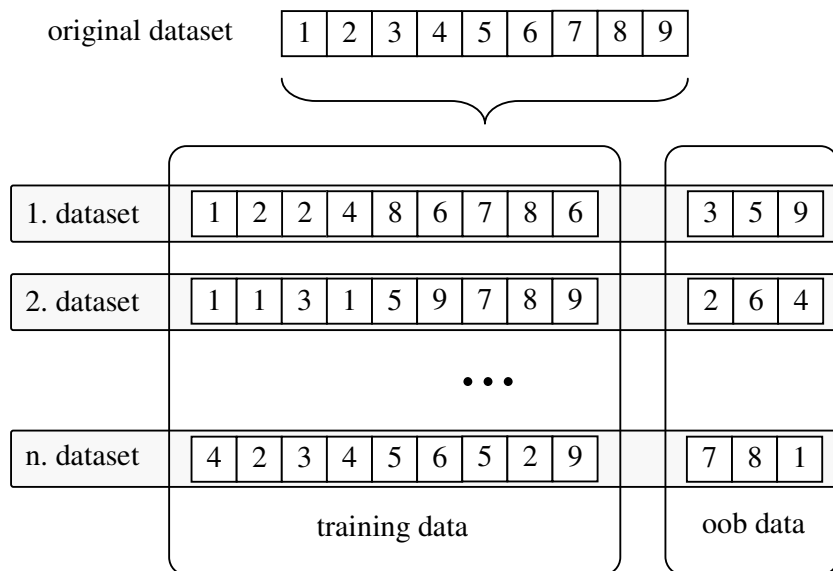 original dataset 1 2 3 4 5 6 7 8 9
1. dataset 1 2 2 4 8 6 7 8 6 3 5 9
2. dataset 1 1 3 1 5 9 7 8 9 2 6 4
...
n. dataset 4 2 3 4 5 6 5 2 9 7 8 1
training data oob data